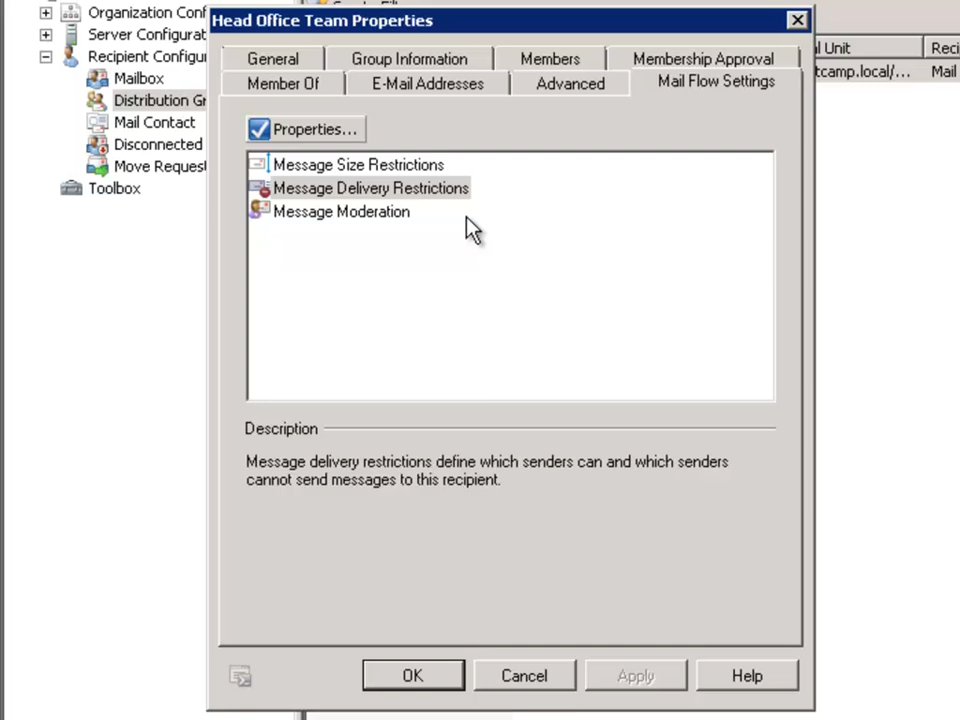 Organization Conf
Server Configurat
Recipient Configu
Mailbox
Distribution Gr
Mail Contact
Disconnected
Move Request
Toolbox
Head Office Team Properties
General
Group Information
Members
Membership Approval
Member Of
E-Mail Addresses
Advanced
Mail Flow Settings
Properties...
Message Size Restrictions
Message Delivery Restrictions
Message Moderation
Description
Message delivery restrictions define which senders can and which senders
cannot send messages to this recipient.
OK
Cancel
Apply
Help
l Unit
Reci
tcamp.local/...
Mail